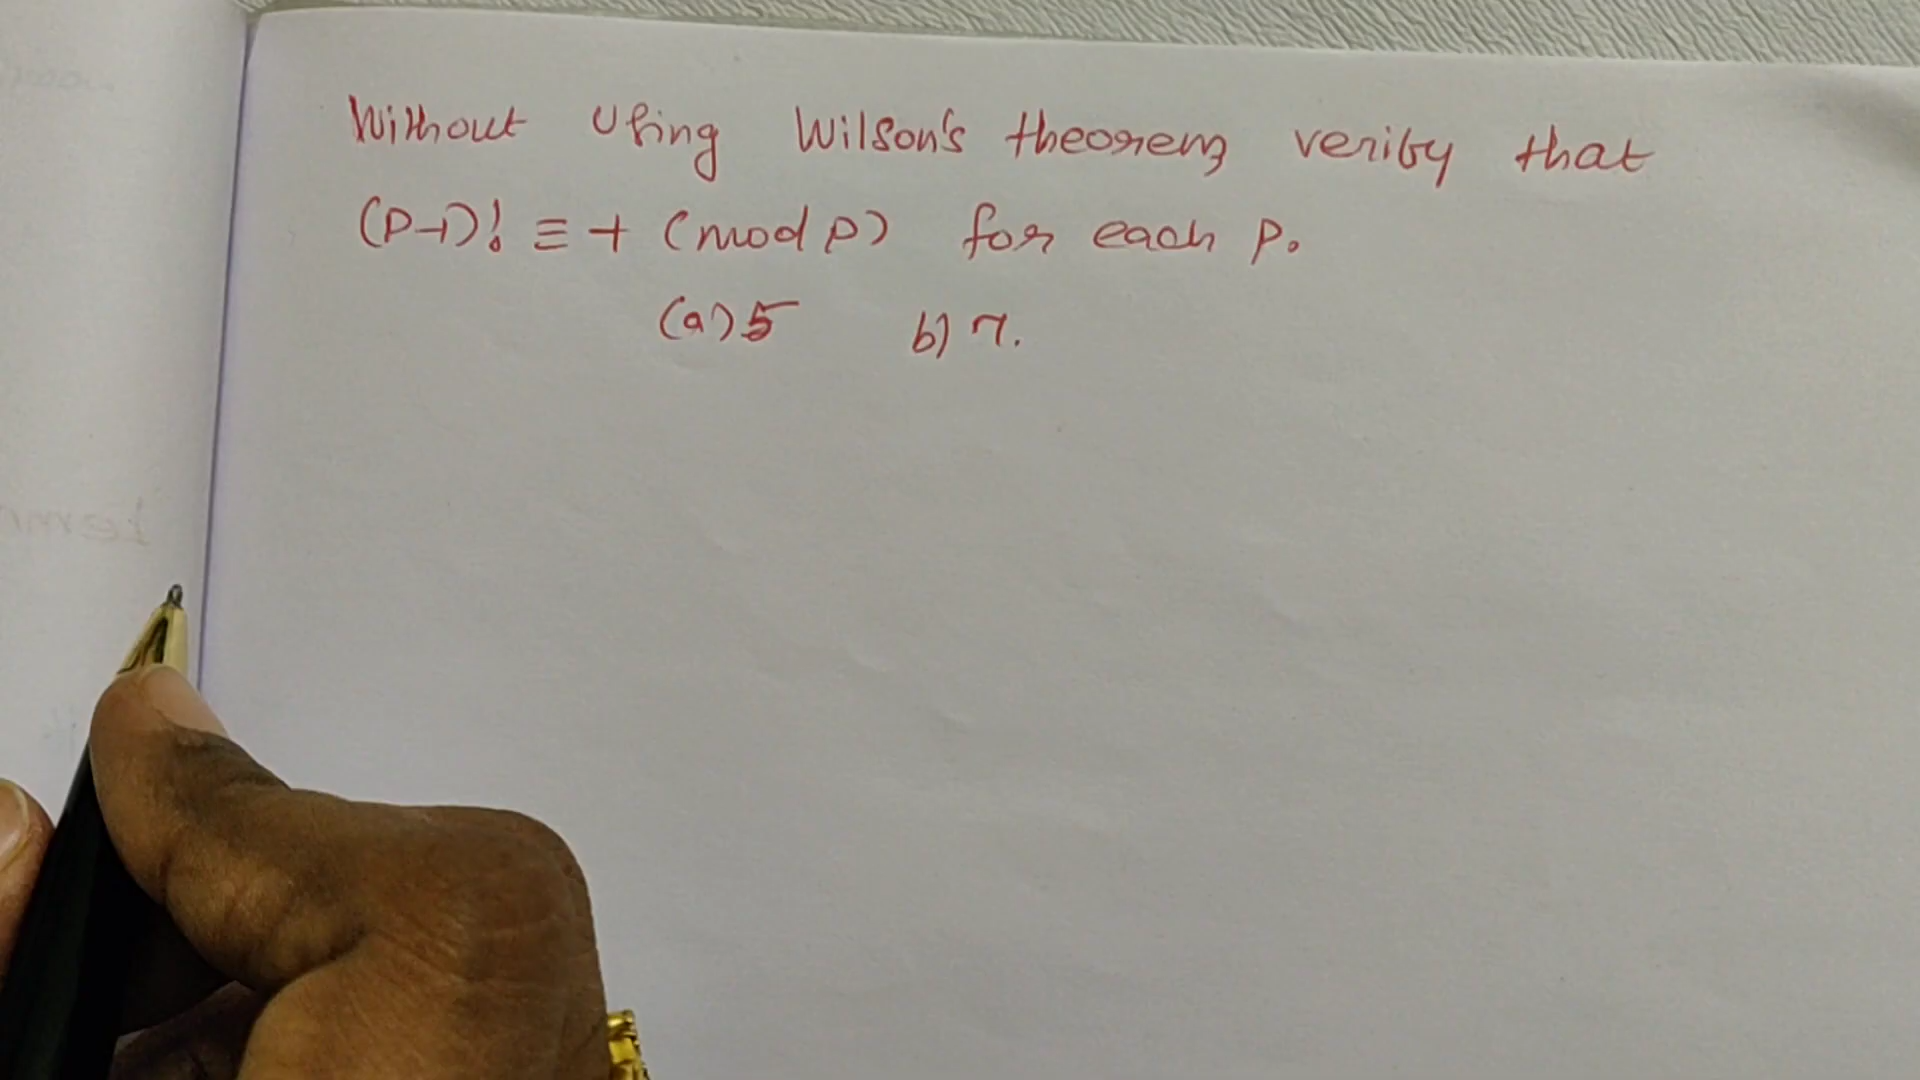 Without Using Wilson's theorem verify that
(P-1)! ≡ -1 (mod p) for each p.
(a) 5 b) 7.